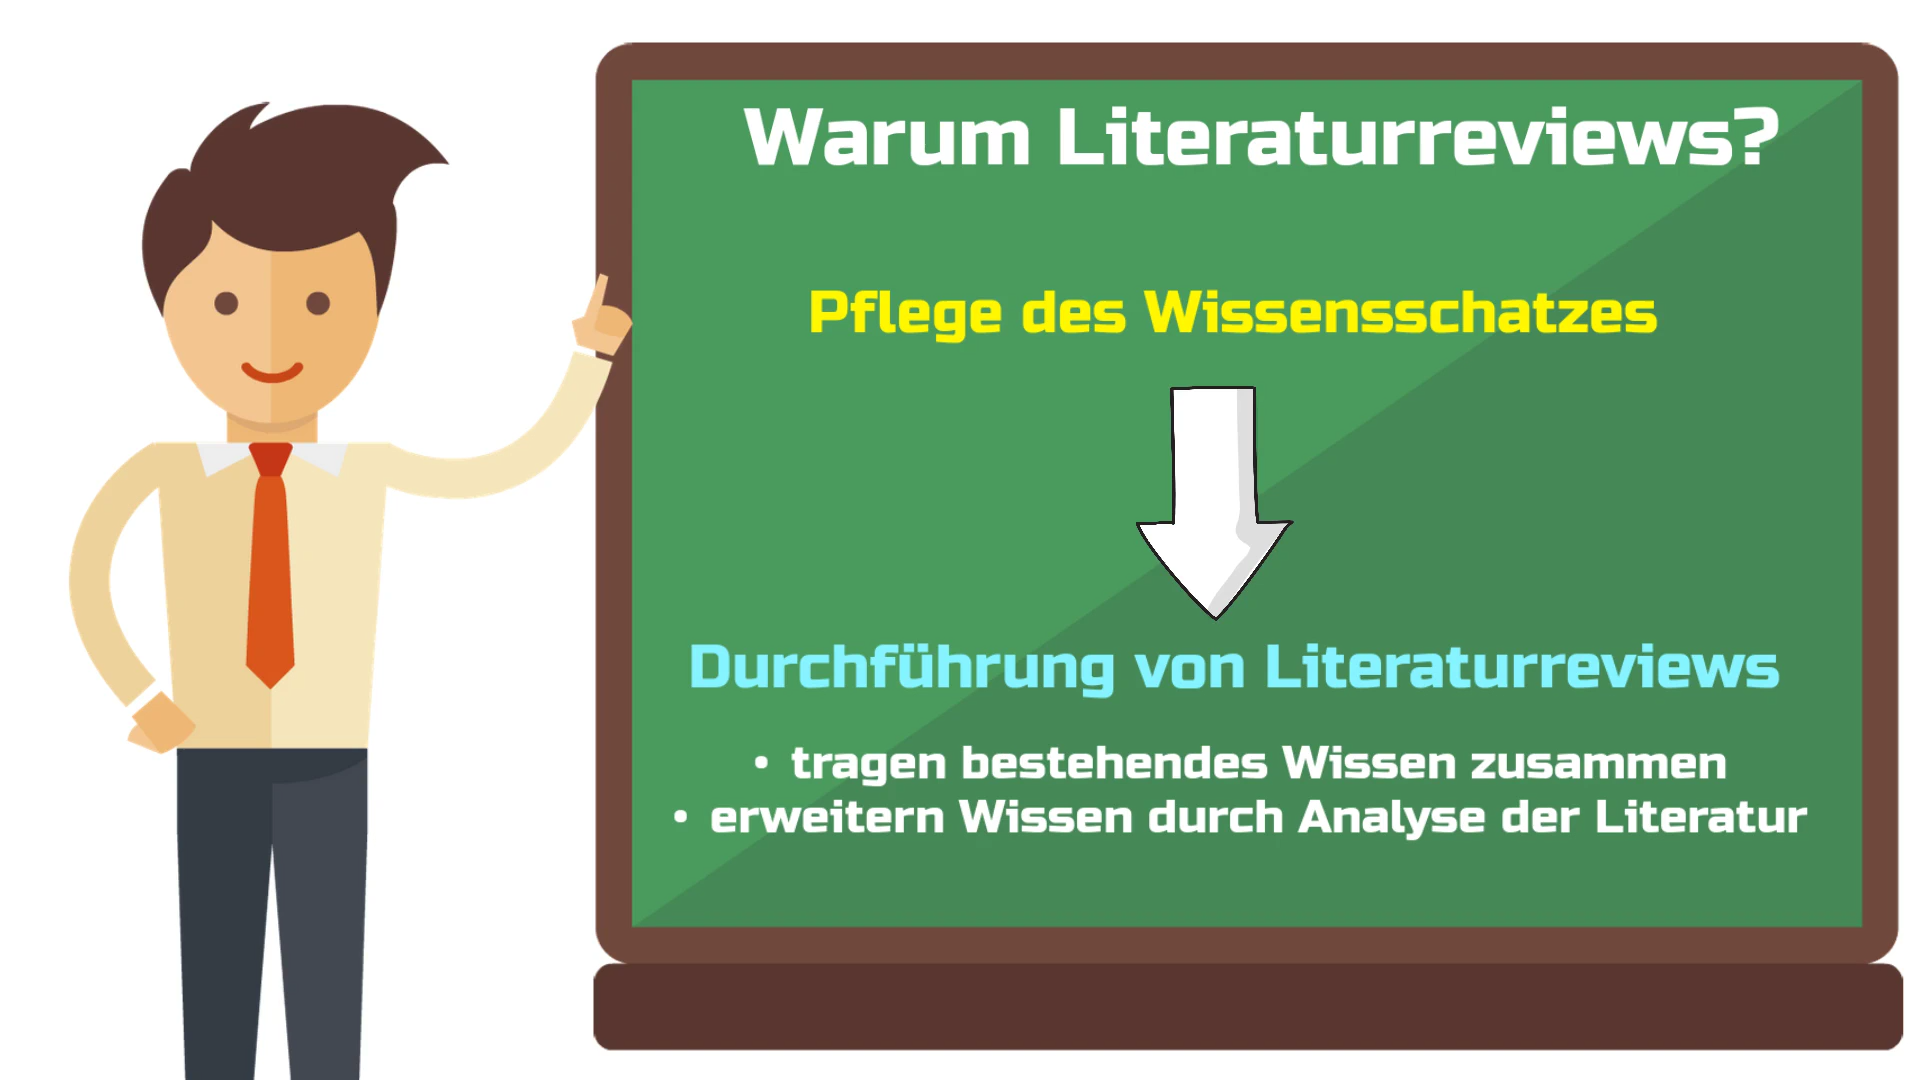 Warum Literaturreviews?
Pflege des Wissensschatzes
Durchführung von Literaturreviews
• tragen bestehendes Wissen zusammen
• erweitern Wissen durch Analyse der Literatur